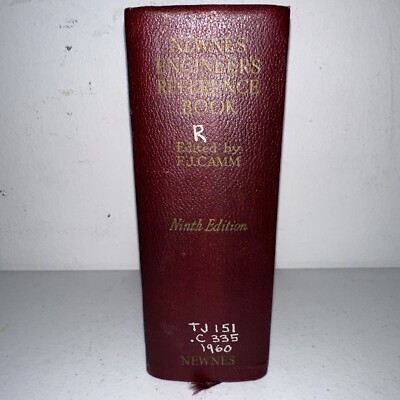 NEWNES
ENGINEER'S
REFERENCE
BOOK
R
Edited by
F.J.CAMM
Ninth Edition
TJ 151
.C 335
1960
NEWNES